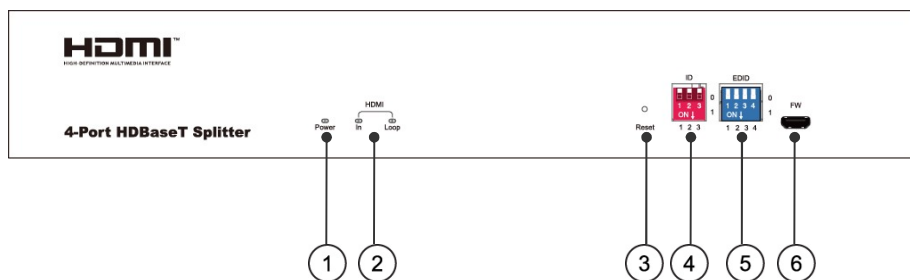 HDMI™
HIGH DEFINITION MULTIMEDIA INTERFACE
4-Port HDBaseT Splitter
Power
HDMI
In
Loop
Reset
ID
1 2 3
ON ↓
0
1
1 2 3
EDID
1 2 3 4
ON ↓
0
1
1 2 3 4
FW
1
2
3
4
5
6